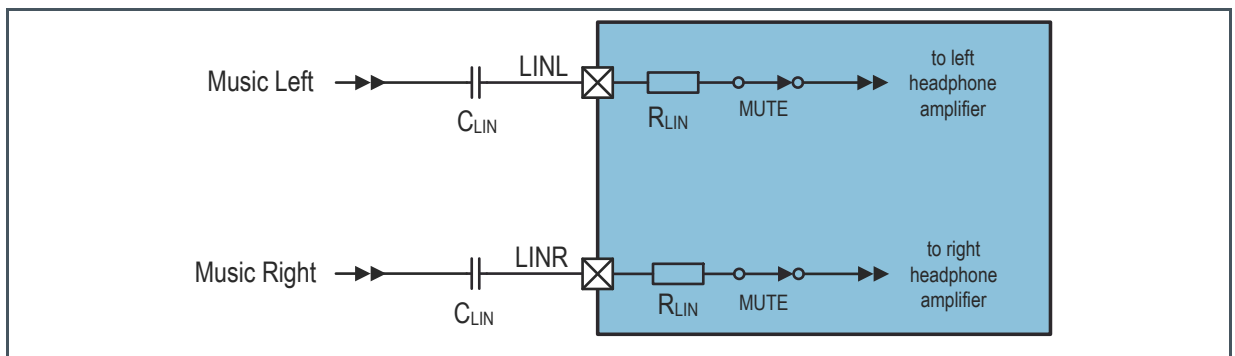 Music Left
LINL
CLIN
RLIN
MUTE
to left
headphone
amplifier
Music Right
LINR
CLIN
RLIN
MUTE
to right
headphone
amplifier